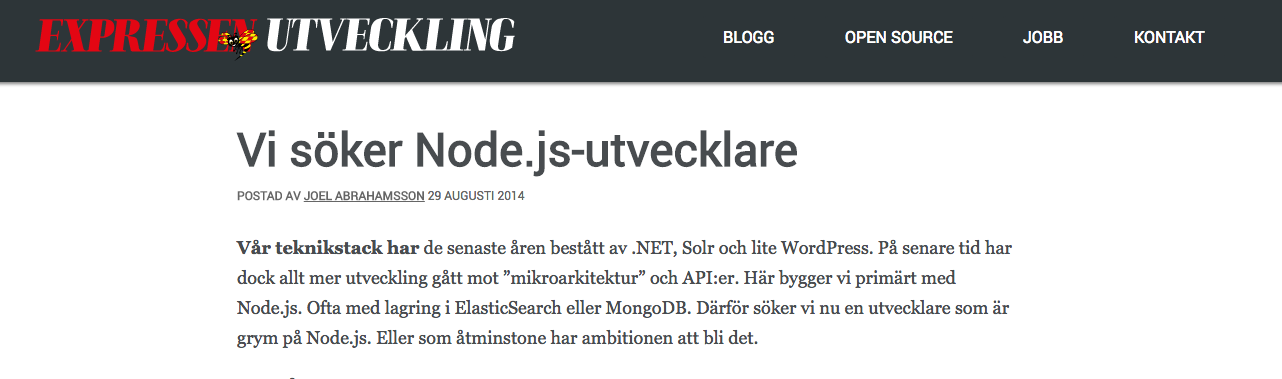 EXPRESSEN UTVECKLING
BLOGG OPEN SOURCE JOBB KONTAKT
Vi söker Node.js-utvecklare
POSTAD AV JOEL ABRAHAMSSON 29 AUGUSTI 2014
Vår teknikstack har de senaste åren bestått av .NET, Solr och lite WordPress. På senare tid har
dock allt mer utveckling gått mot ”mikroarkitektur” och API:er. Här bygger vi primärt med
Node.js. Ofta med lagring i ElasticSearch eller MongoDB. Därför söker vi nu en utvecklare som är
grym på Node.js. Eller som åtminstone har ambitionen att bli det.